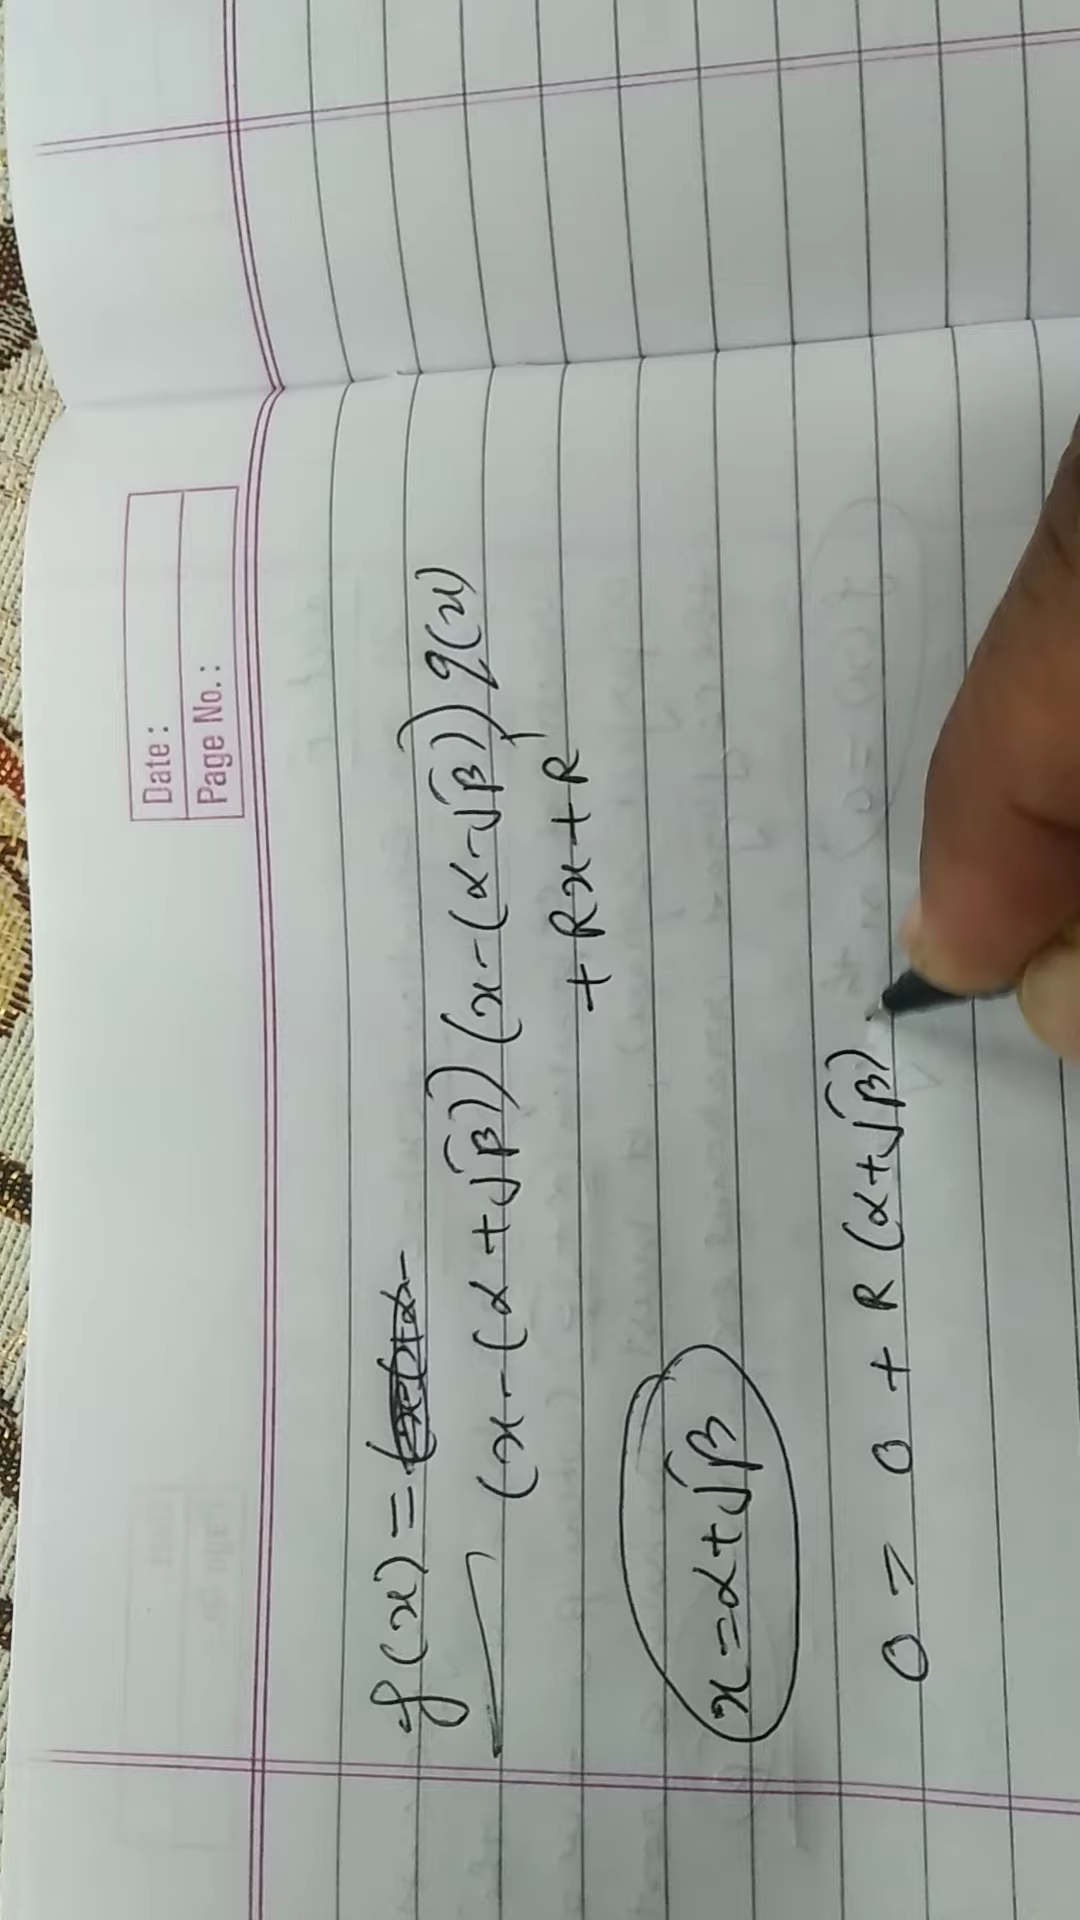 Date :
Page No. :
f(x) =
(x-(α+√β))(x-(α-√β))q(x)
+Rx+R'
x=α+√β
0 = 0 + R(α+√β)